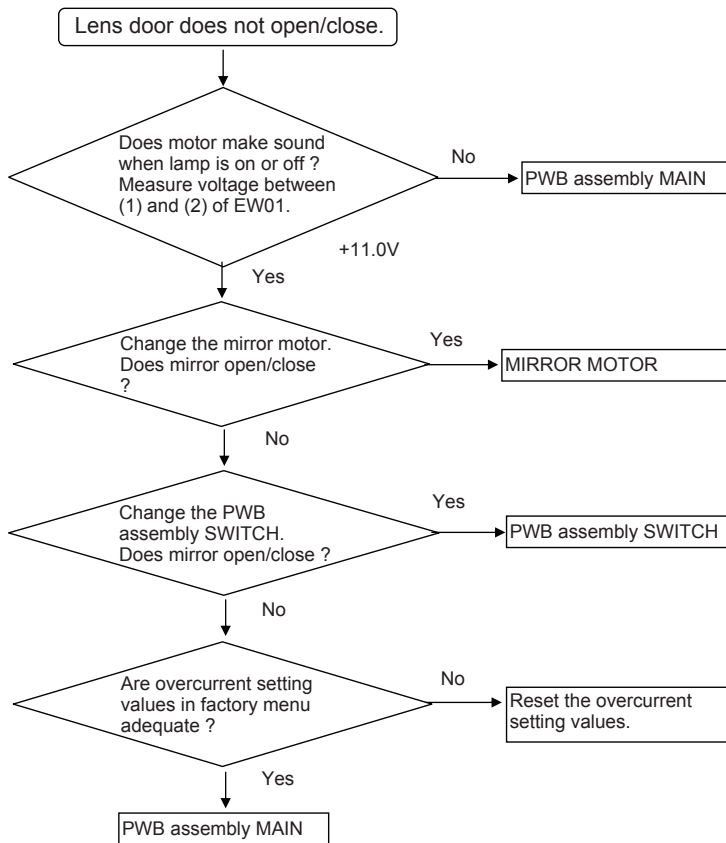 Lens door does not open/close.
Does motor make sound
when lamp is on or off ?
Measure voltage between
(1) and (2) of EW01.
No
PWB assembly MAIN
+11.0V
Yes
Change the mirror motor.
Does mirror open/close
?
Yes
MIRROR MOTOR
No
Change the PWB
assembly SWITCH.
Does mirror open/close ?
Yes
PWB assembly SWITCH
No
Are overcurrent setting
values in factory menu
adequate ?
No
Reset the overcurrent
setting values.
Yes
PWB assembly MAIN